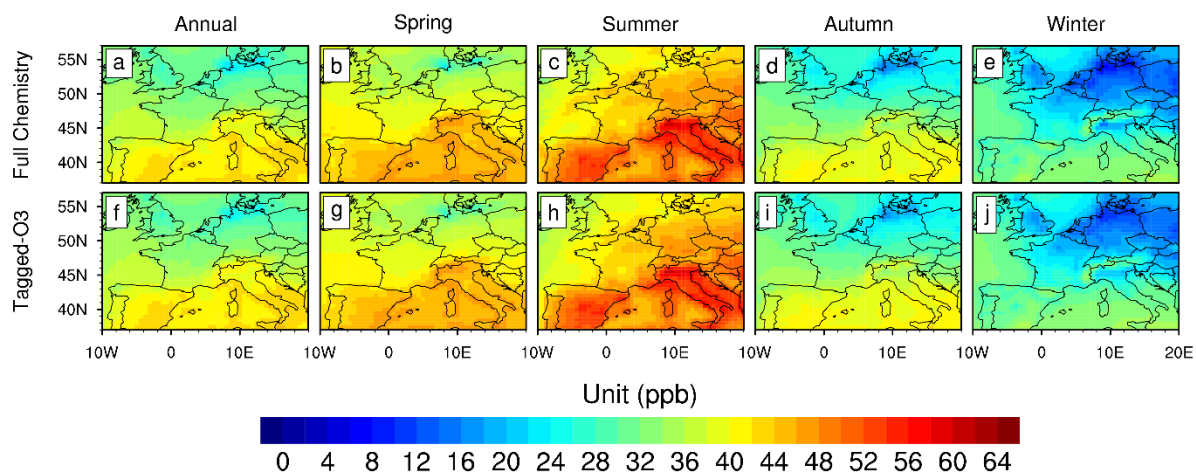 Annual Spring Summer Autumn Winter
Full Chemistry
55N
50N
45N
40N
a b c d e
Tagged-O3
55N
50N
45N
40N
f g h i j
10W 0 10E 10W 0 10E 10W 0 10E 10W 0 10E 10W 0 10E 20E
Unit (ppb)
0 4 8 12 16 20 24 28 32 36 40 44 48 52 56 60 64